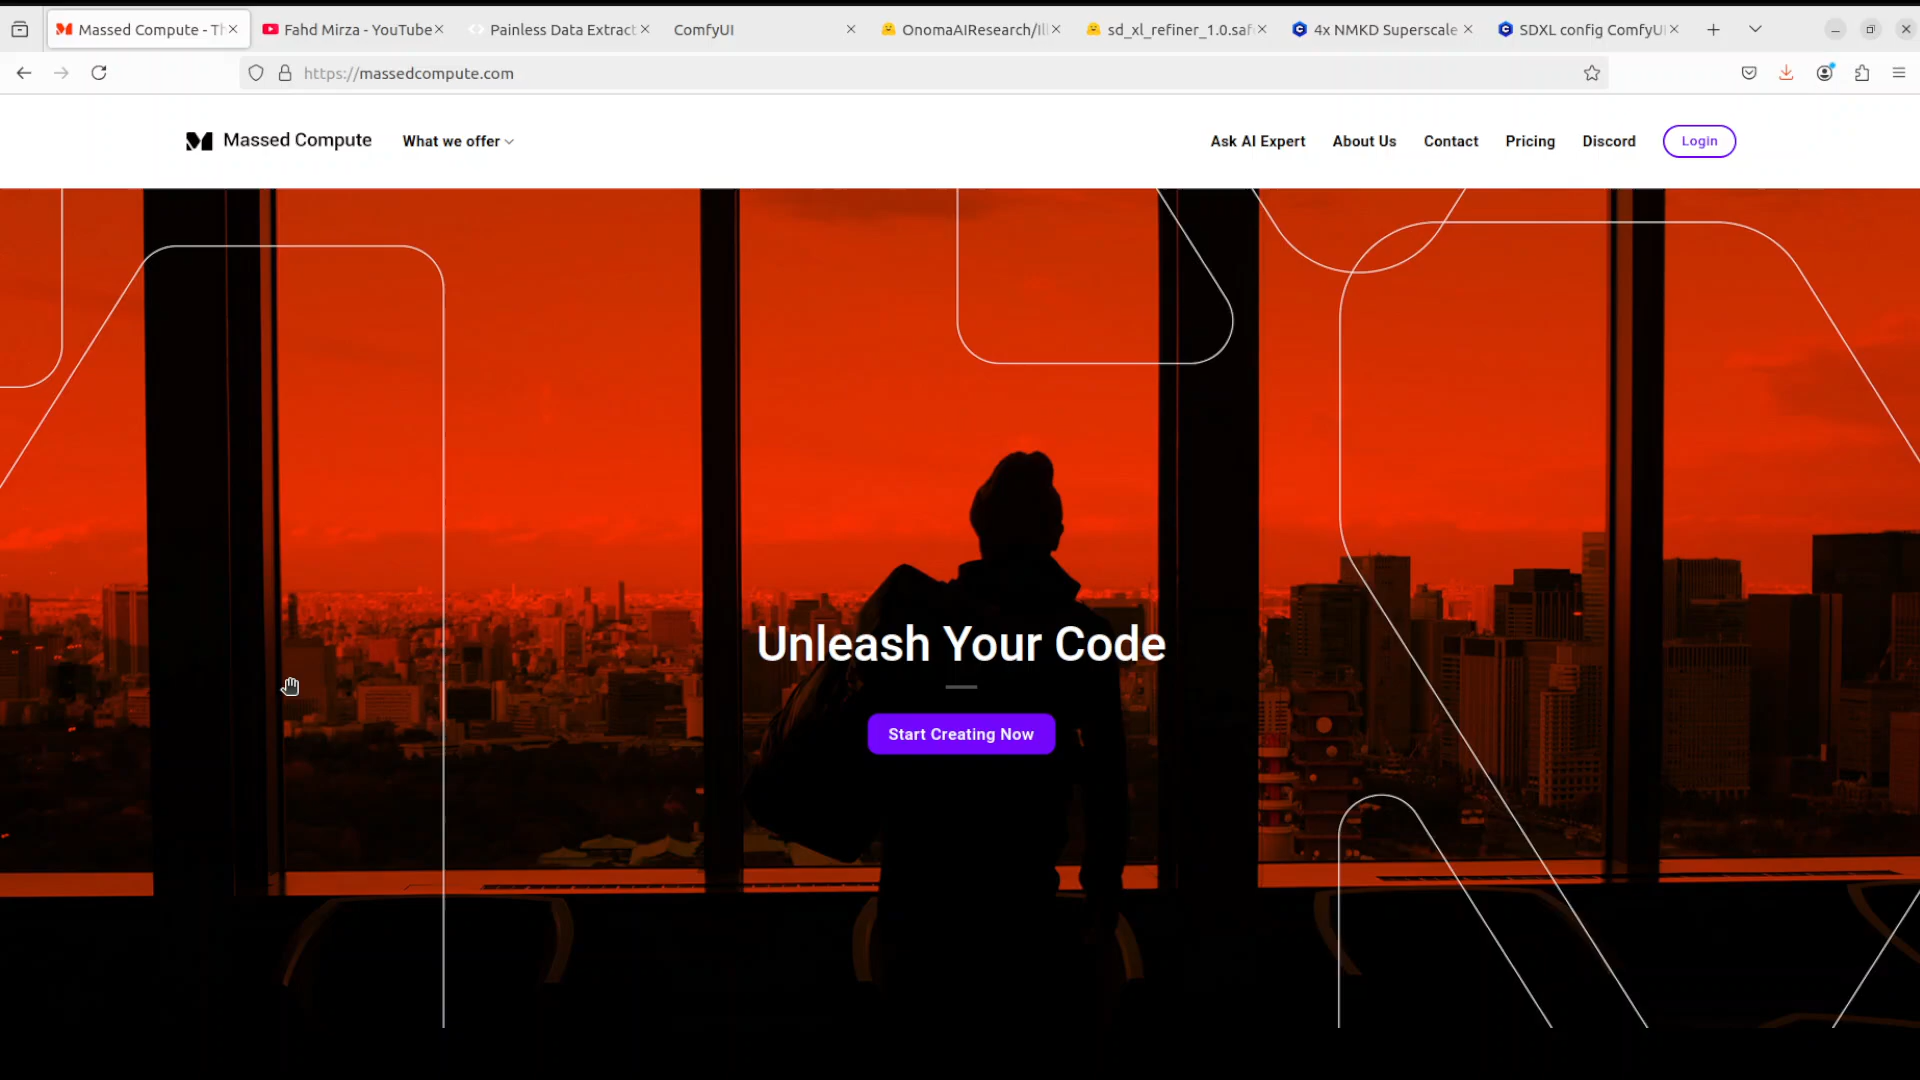 Massed Compute - Th
Fahd Mirza - YouTube
Painless Data Extract
ComfyUI
OnomaAIResearch/Ill
sd_xl_refiner_1.0.saf
4x NMKD Superscale
SDXL config ComfyUI
https://massedcompute.com
Massed Compute
What we offer
Ask AI Expert
About Us
Contact
Pricing
Discord
Login
Unleash Your Code
Start Creating Now